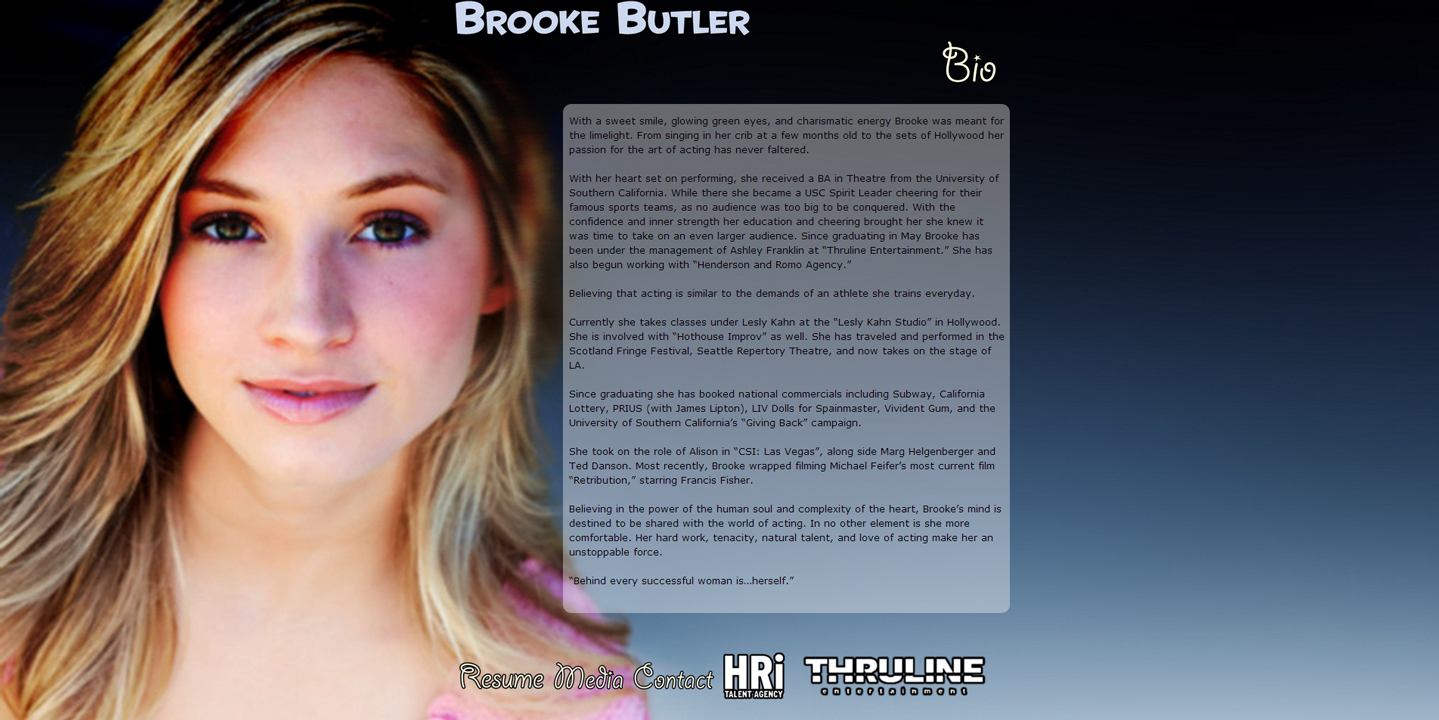 Brooke Butler
Bio
With a sweet smile, glowing green eyes, and charismatic energy Brooke was meant for
the limelight. From singing in her crib at a few months old to the sets of Hollywood her
passion for the art of acting has never faltered.
With her heart set on performing, she received a BA in Theatre from the University of
Southern California. While there she became a USC Spirit Leader cheering for their
famous sports teams, as no audience was too big to be conquered. With the
confidence and inner strength her education and cheering brought her she knew it
was time to take on an even larger audience. Since graduating in May Brooke has
been under the management of Ashley Franklin at “Thruline Entertainment.” She has
also begun working with “Henderson and Romo Agency.”
Believing that acting is similar to the demands of an athlete she trains everyday.
Currently she takes classes under Lesly Kahn at the “Lesly Kahn Studio” in Hollywood.
She is involved with “Hothouse Improv” as well. She has traveled and performed in the
Scotland Fringe Festival, Seattle Repertory Theatre, and now takes on the stage of
LA.
Since graduating she has booked national commercials including Subway, California
Lottery, PRIUS (with James Lipton), LIV Dolls for Spainmaster, Vivident Gum, and the
University of Southern California’s “Giving Back” campaign.
She took on the role of Alison in “CSI: Las Vegas”, along side Marg Helgenberger and
Ted Danson. Most recently, Brooke wrapped filming Michael Feifer’s most current film
“Retribution,” starring Francis Fisher.
Believing in the power of the human soul and complexity of the heart, Brooke’s mind is
destined to be shared with the world of acting. In no other element is she more
comfortable. Her hard work, tenacity, natural talent, and love of acting make her an
unstoppable force.
“Behind every successful woman is…herself.”
Resume Media Contact HRi TALENT AGENCY THRULINE entertainment